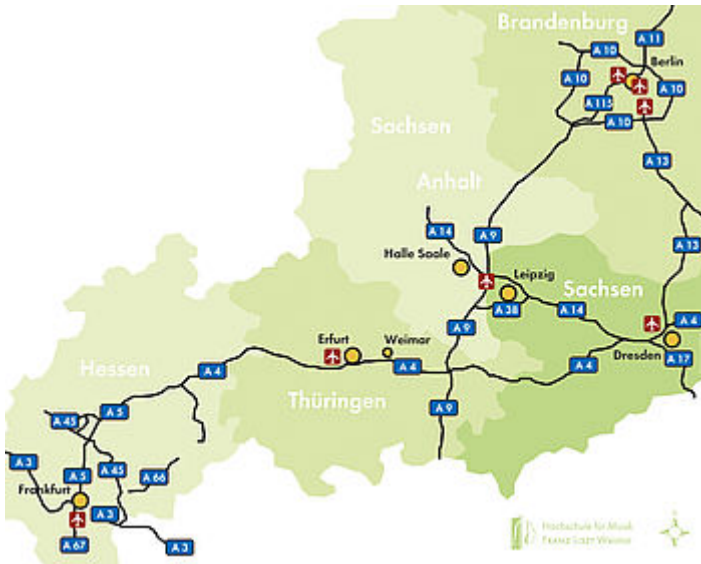 Brandenburg
A 11
A 10
Berlin
A 10
A 10
A 115
A 10
Sachsen
Anhalt
A 13
A 14
A 9
A 13
Halle Saale
Leipzig
Sachsen
A 38
A 14
A 4
A 9
Erfurt
Weimar
Dresden
A 17
Hessen
A 4
A 4
A 4
Thüringen
A 9
A 5
A 45
A 3
A 5
A 45
A 66
Frankfurt
A 3
A 67
A 3
Hochschule für Musik
Franz Liszt Weimar